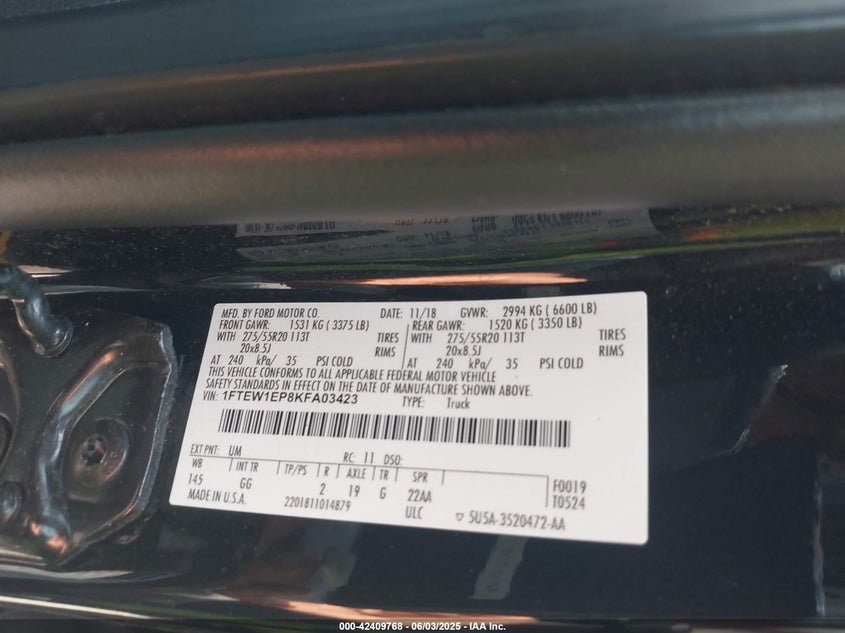 MFD. BY FORD MOTOR CO. DATE: 11/18 GVWR: 2994 KG ( 6600 LB)
FRONT GAWR: 1531 KG ( 3375 LB) REAR GAWR: 1520 KG ( 3350 LB)
WITH 275/55R20 113T TIRES WITH 275/55R20 113T TIRES
20x8.5J RIMS 20x8.5J RIMS
AT 240 kPa/ 35 PSI COLD AT 240 kPa/ 35 PSI COLD
THIS VEHICLE CONFORMS TO ALL APPLICABLE FEDERAL MOTOR VEHICLE
SAFETY STANDARDS IN EFFECT ON THE DATE OF MANUFACTURE SHOWN ABOVE.
VIN: 1FTEW1EP8KFA03423 TYPE: Truck
EXT PNT: UM RC: 11 DSO:
WB INT TR TP/PS R AXLE TR SPR F0019
145 GG 2 19 G 22AA T0524
MADE IN U.S.A. 2201811014879 ULC ▽ 5U5A-3520472-AA
000-42409768 - 06/03/2025 - IAA Inc.